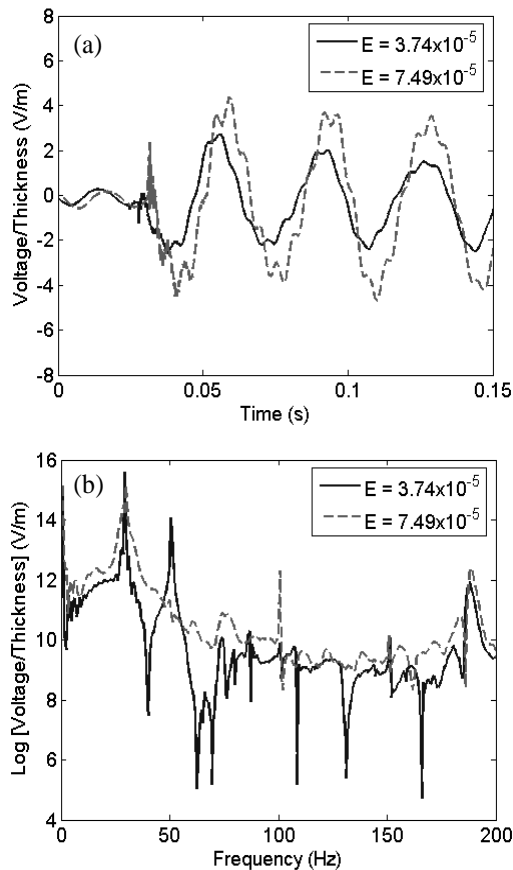 (a)
E = 3.74x10⁻⁵
E = 7.49x10⁻⁵
Voltage/Thickness (V/m)
8
6
4
2
0
-2
-4
-6
-8
0
0.05
0.1
0.15
Time (s)
(b)
E = 3.74x10⁻⁵
E = 7.49x10⁻⁵
Log [Voltage/Thickness] (V/m)
16
14
12
10
8
6
4
2
0
50
100
150
200
Frequency (Hz)